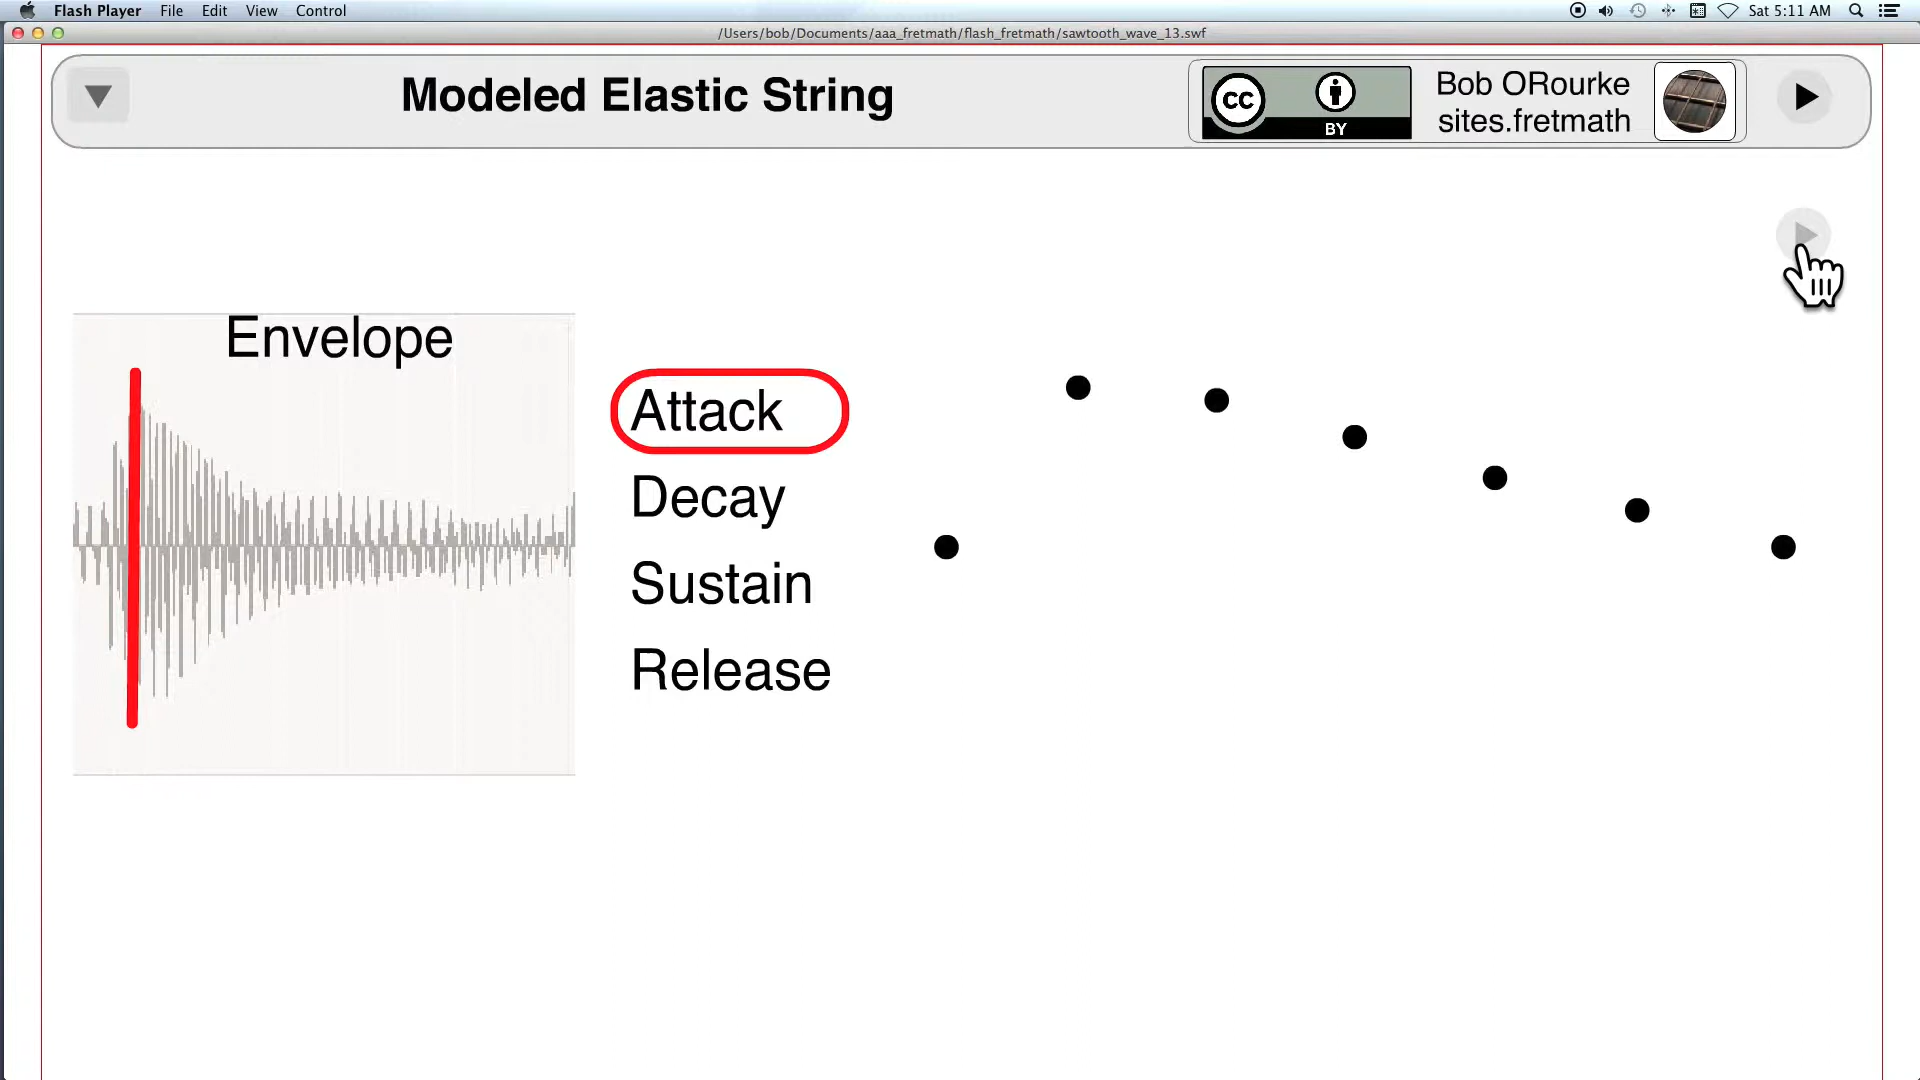 Flash Player File Edit View Control Sat 5:11 AM
/Users/bob/Documents/aaa_fretmath/flash_fretmath/sawtooth_wave_13.swf
Modeled Elastic String
CC BY
Bob ORourke
sites.fretmath
Envelope
Attack
Decay
Sustain
Release